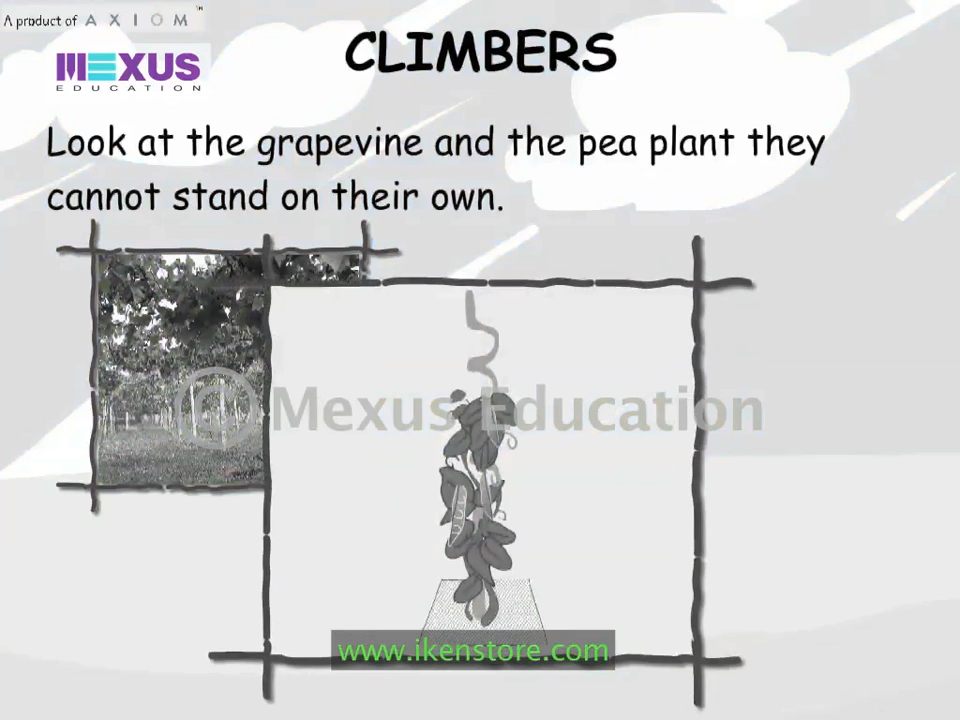 A product of AXIOM™
MEXUS
EDUCATION
CLIMBERS
Look at the grapevine and the pea plant they
cannot stand on their own.
© Mexus Education
www.ikenstore.com